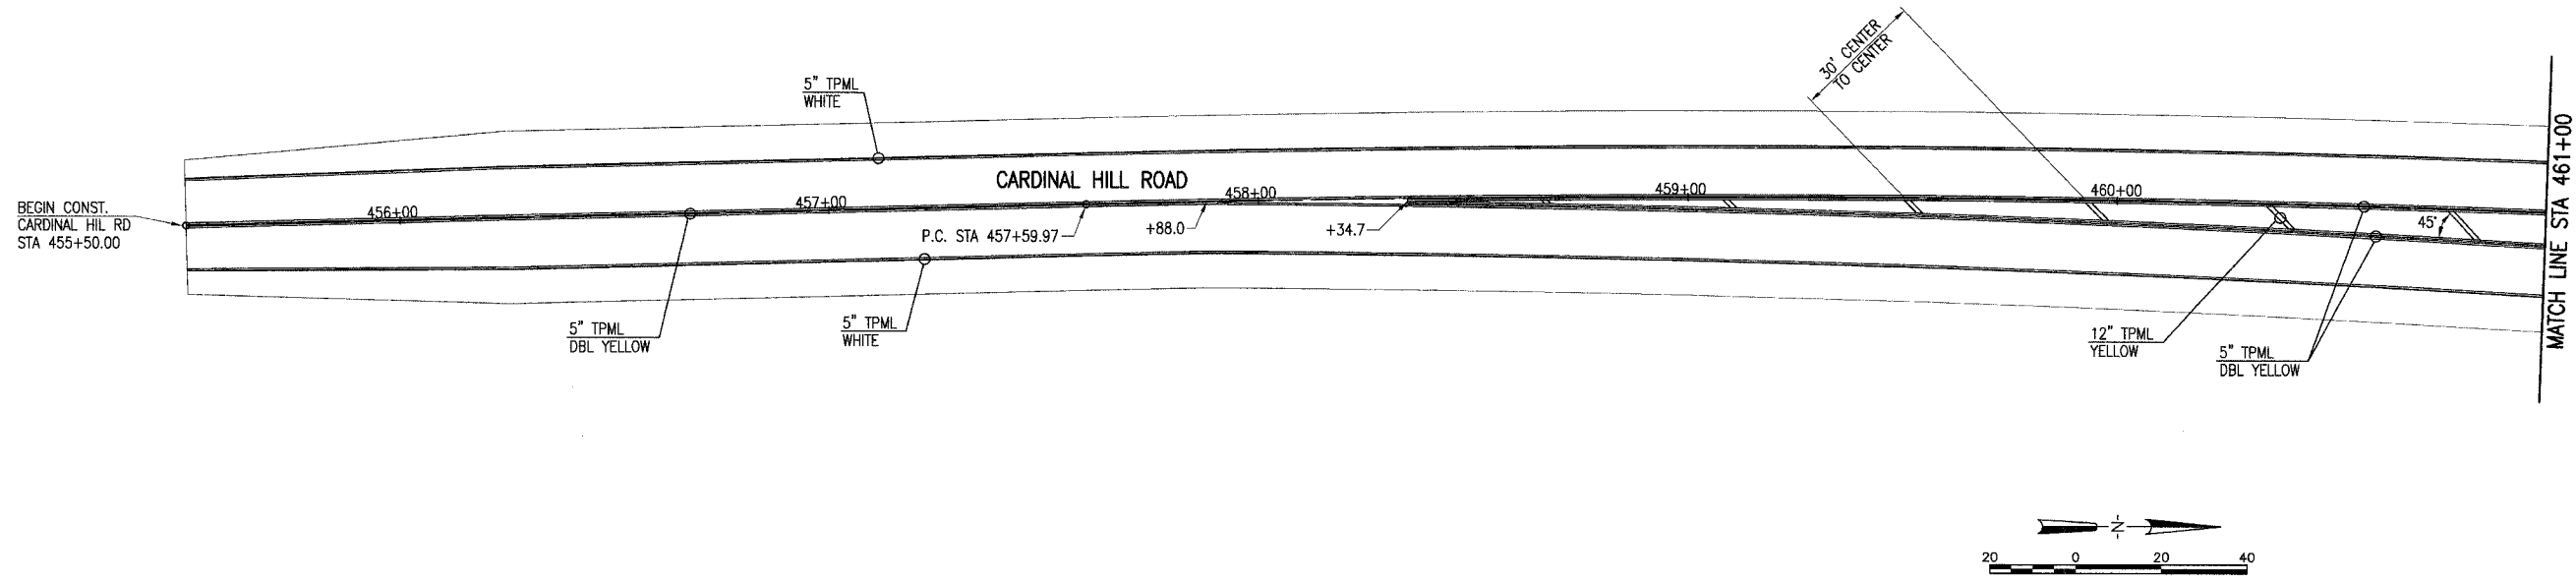 30' CENTER
TO CENTER
5" TPML
WHITE
CARDINAL HILL ROAD
BEGIN CONST.
CARDINAL HIL RD
STA 455+50.00
456+00
457+00
458+00
459+00
460+00
P.C. STA 457+59.97
+88.0
+34.7
45°
MATCH LINE STA 461+00
5" TPML
DBL YELLOW
5" TPML
WHITE
12" TPML
YELLOW
5" TPML
DBL YELLOW
N
20 0 20 40